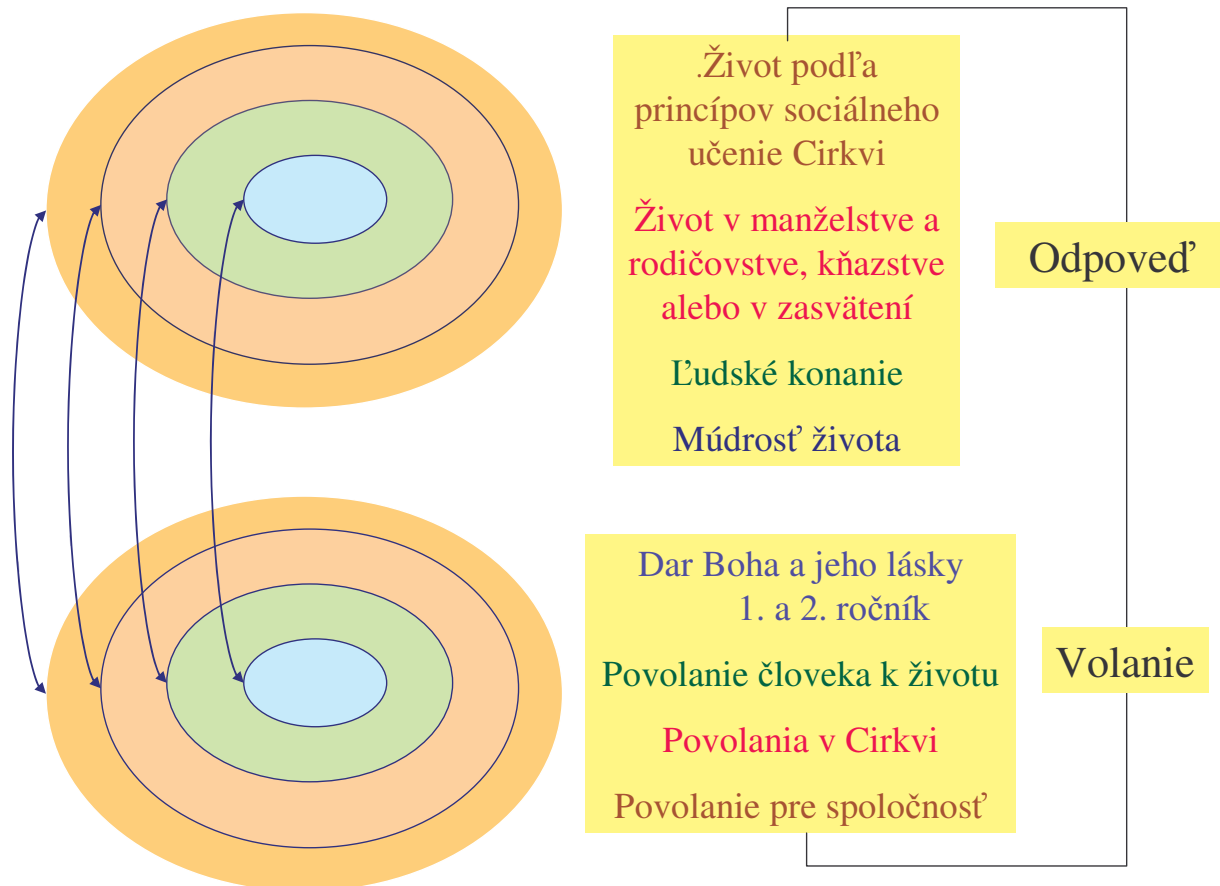 .Život podľa
princípov sociálneho
učenie Cirkvi
Život v manželstve a
rodičovstve, kňazstve
alebo v zasvätení
Ľudské konanie
Múdrosť života
Odpoveď
Dar Boha a jeho lásky
1. a 2. ročník
Povolanie človeka k životu
Povolania v Cirkvi
Povolanie pre spoločnosť
Volanie